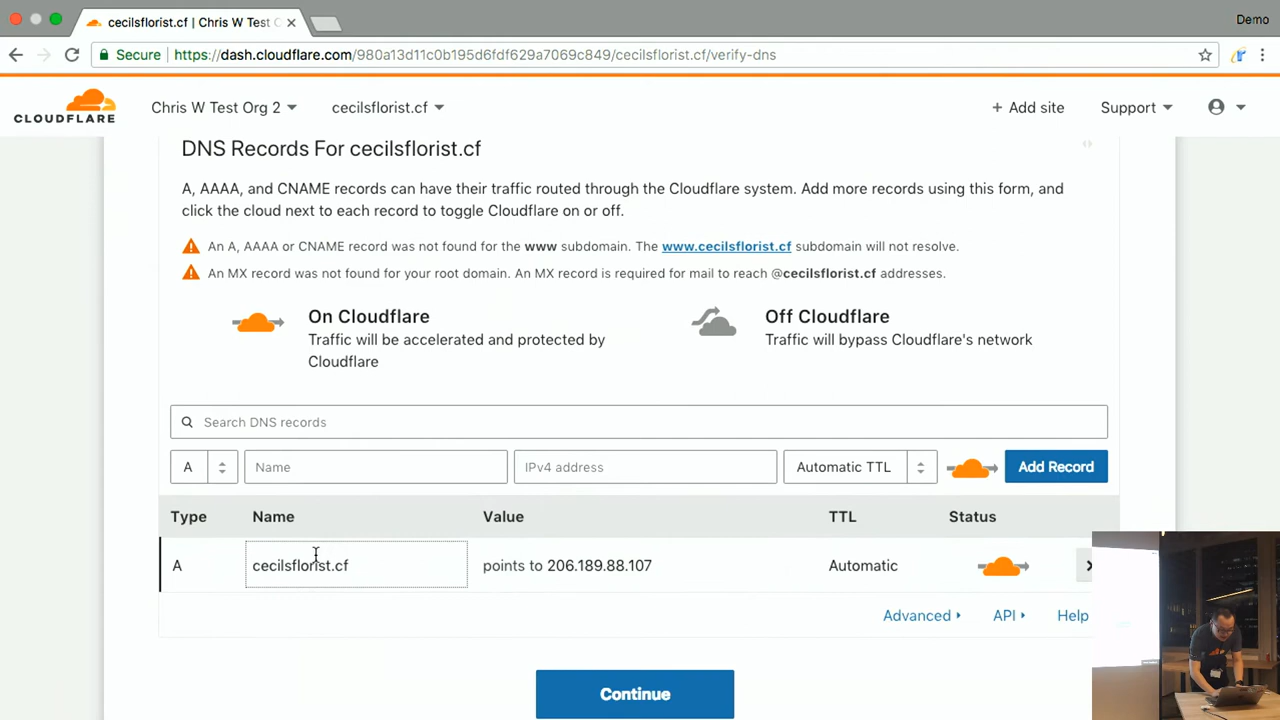 cecilsflorist.cf | Chris W Test O
Demo
Secure https://dash.cloudflare.com/980a13d11c0b195d6fdf629a7069c849/cecilsflorist.cf/verify-dns
CLOUDFLARE
Chris W Test Org 2
cecilsflorist.cf
+ Add site
Support
DNS Records For cecilsflorist.cf
A, AAAA, and CNAME records can have their traffic routed through the Cloudflare system. Add more records using this form, and
click the cloud next to each record to toggle Cloudflare on or off.
An A, AAAA or CNAME record was not found for the www subdomain. The www.cecilsflorist.cf subdomain will not resolve.
An MX record was not found for your root domain. An MX record is required for mail to reach @cecilsflorist.cf addresses.
On Cloudflare
Traffic will be accelerated and protected by
Cloudflare
Off Cloudflare
Traffic will bypass Cloudflare's network
Search DNS records
A Name IPv4 address Automatic TTL Add Record
Type Name Value TTL Status
A cecilsflorist.cf points to 206.189.88.107 Automatic
Advanced API Help
Continue